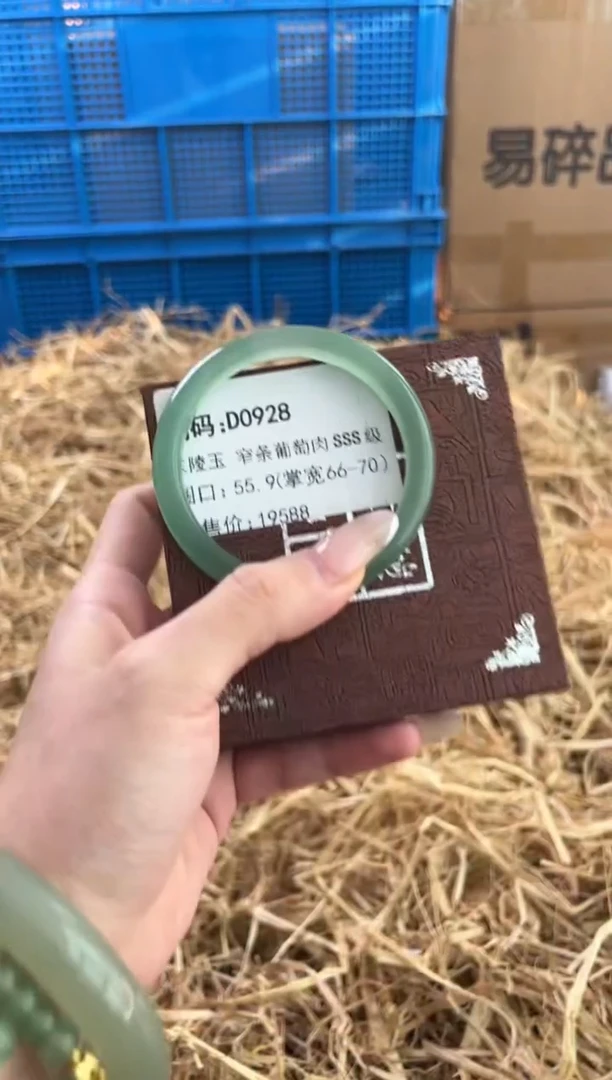 易碎品
码:D0928
陵玉 窄条葡萄肉SSS级
口: 55.9(掌宽66-70)
售价: 19588